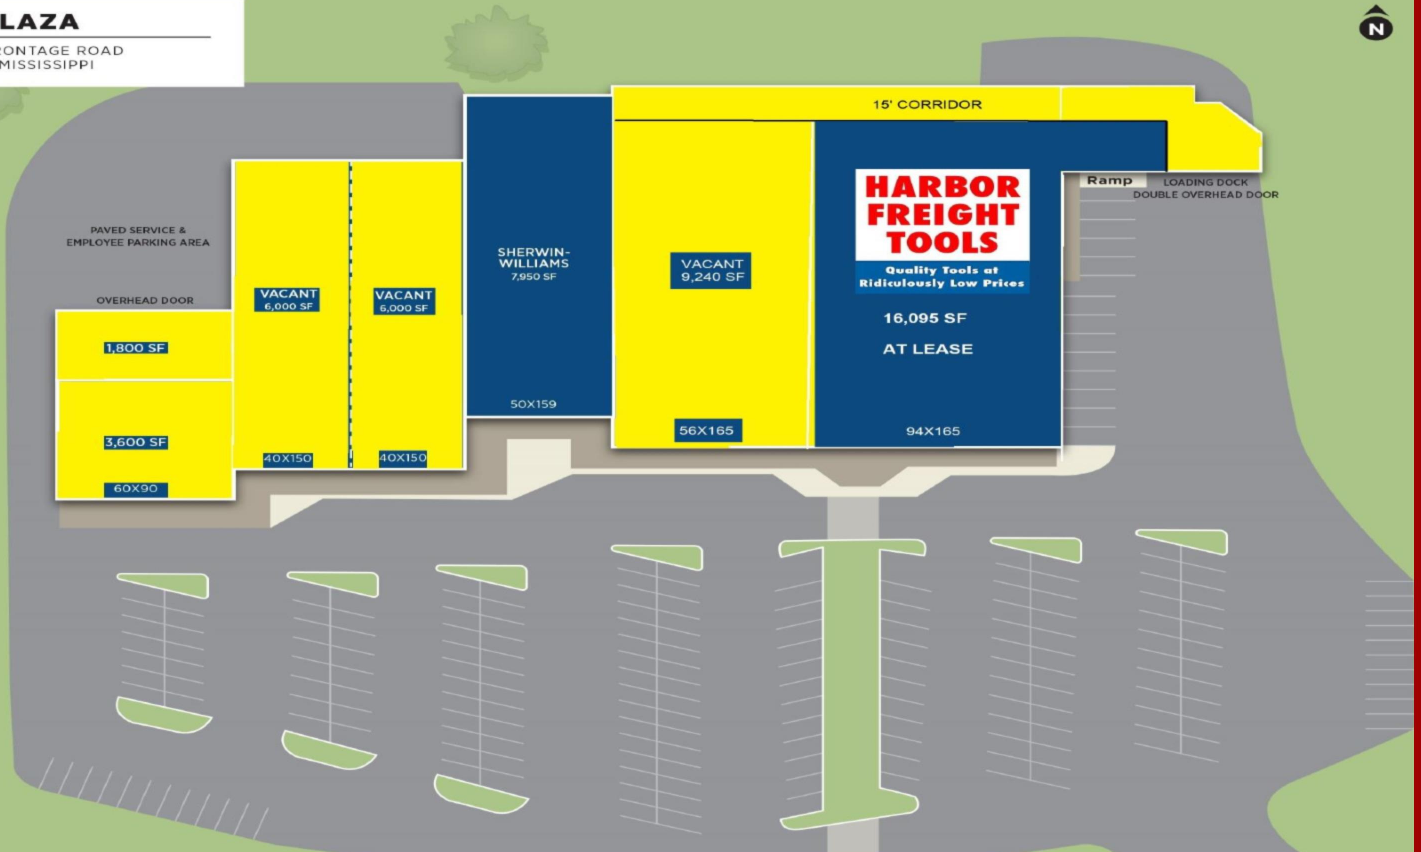 LAZA
RONTAGE ROAD
MISSISSIPPI
N
15' CORRIDOR
Ramp
LOADING DOCK
DOUBLE OVERHEAD DOOR
HARBOR
FREIGHT
TOOLS
Quality Tools at
Ridiculously Low Prices
16,095 SF
AT LEASE
94X165
VACANT
9,240 SF
56X165
SHERWIN-
WILLIAMS
7,950 SF
50X159
PAVED SERVICE &
EMPLOYEE PARKING AREA
OVERHEAD DOOR
VACANT
6,000 SF
40X150
VACANT
6,000 SF
40X150
1,800 SF
3,600 SF
60X90